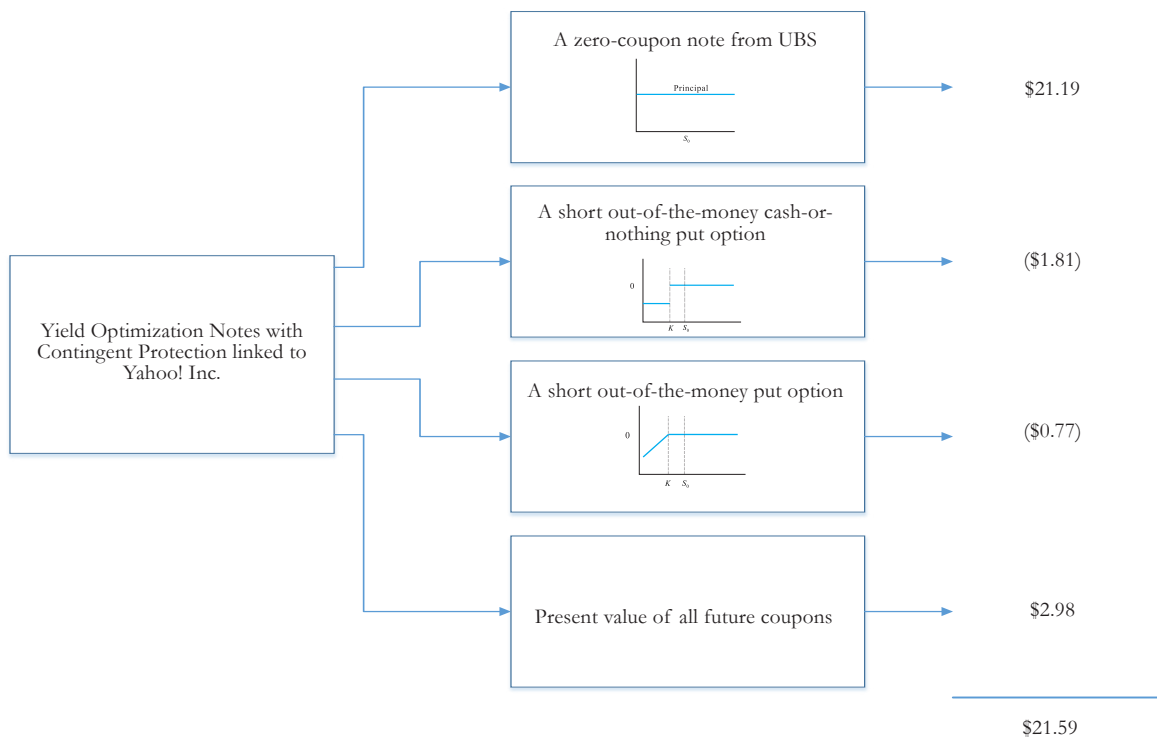 A zero-coupon note from UBS
Principal
S₀
$21.19
A short out-of-the-money cash-or-
nothing put option
0
K S₀
($1.81)
Yield Optimization Notes with
Contingent Protection linked to
Yahoo! Inc.
A short out-of-the-money put option
0
K S₀
($0.77)
Present value of all future coupons
$2.98
$21.59